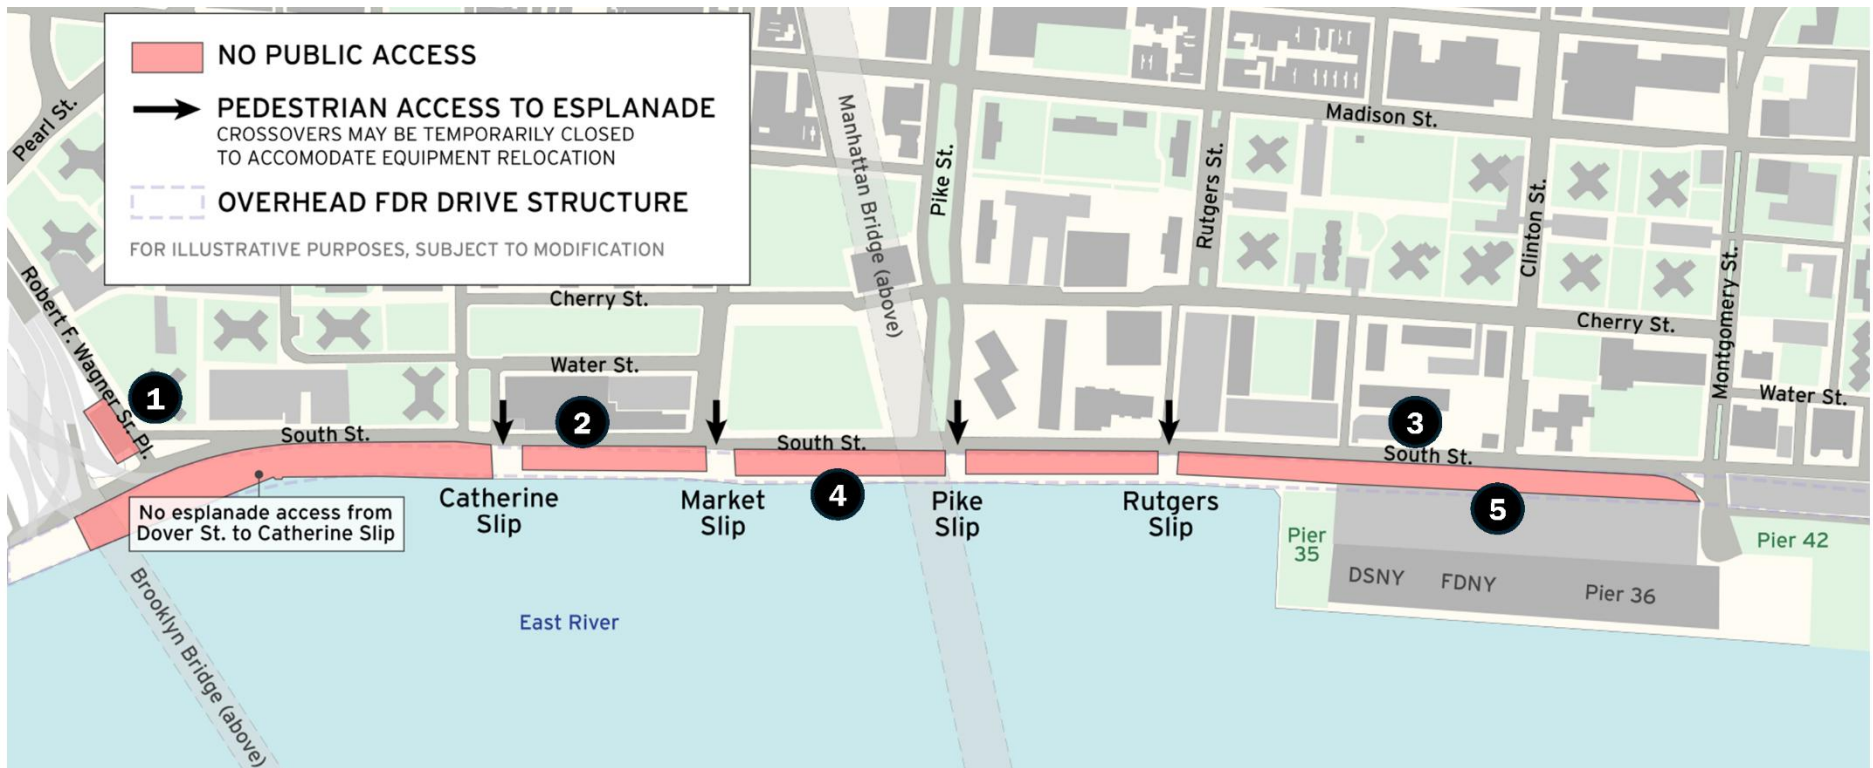 NO PUBLIC ACCESS
PEDESTRIAN ACCESS TO ESPLANADE
CROSSOVERS MAY BE TEMPORARILY CLOSED
TO ACCOMODATE EQUIPMENT RELOCATION
OVERHEAD FDR DRIVE STRUCTURE
FOR ILLUSTRATIVE PURPOSES, SUBJECT TO MODIFICATION
Pearl St.
Robert F. Wagner Sr. Pl.
Manhattan Bridge (above)
Pike St.
Rutgers St.
Madison St.
Clinton St.
Montgomery St.
Cherry St.
Cherry St.
Water St.
Water St.
1
2
3
South St.
South St.
South St.
4
5
No esplanade access from
Dover St. to Catherine Slip
Catherine
Slip
Market
Slip
Pike
Slip
Rutgers
Slip
Pier
35
Pier 42
DSNY
FDNY
Pier 36
East River
Brooklyn Bridge (above)